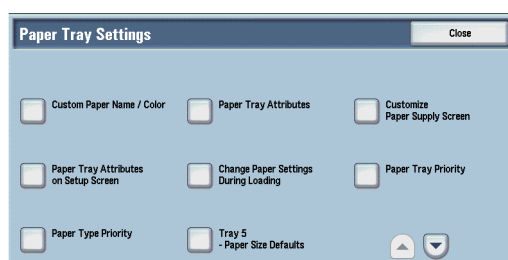 Paper Tray Settings
Close
Custom Paper Name / Color
Paper Tray Attributes
Customize
Paper Supply Screen
Paper Tray Attributes
on Setup Screen
Change Paper Settings
During Loading
Paper Tray Priority
Paper Type Priority
Tray 5
- Paper Size Defaults